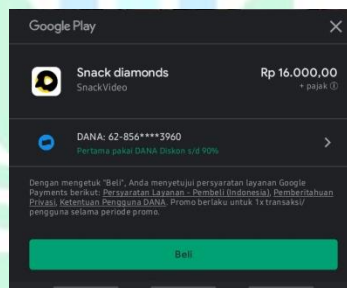 Google Play
Snack diamonds
Rp 16.000,00
SnackVideo
+ pajak
DANA: 62-856****3960
Pertama pakai DANA Diskon s/d 90%
Dengan mengetuk "Beli", Anda menyetujui persyaratan layanan Google
Payments berikut: Persyaratan Layanan - Pembeli (Indonesia), Pemberitahuan
Privasi, Ketentuan Pengguna DANA. Promo berlaku untuk 1x transaksi/
pengguna selama periode promo.
Beli